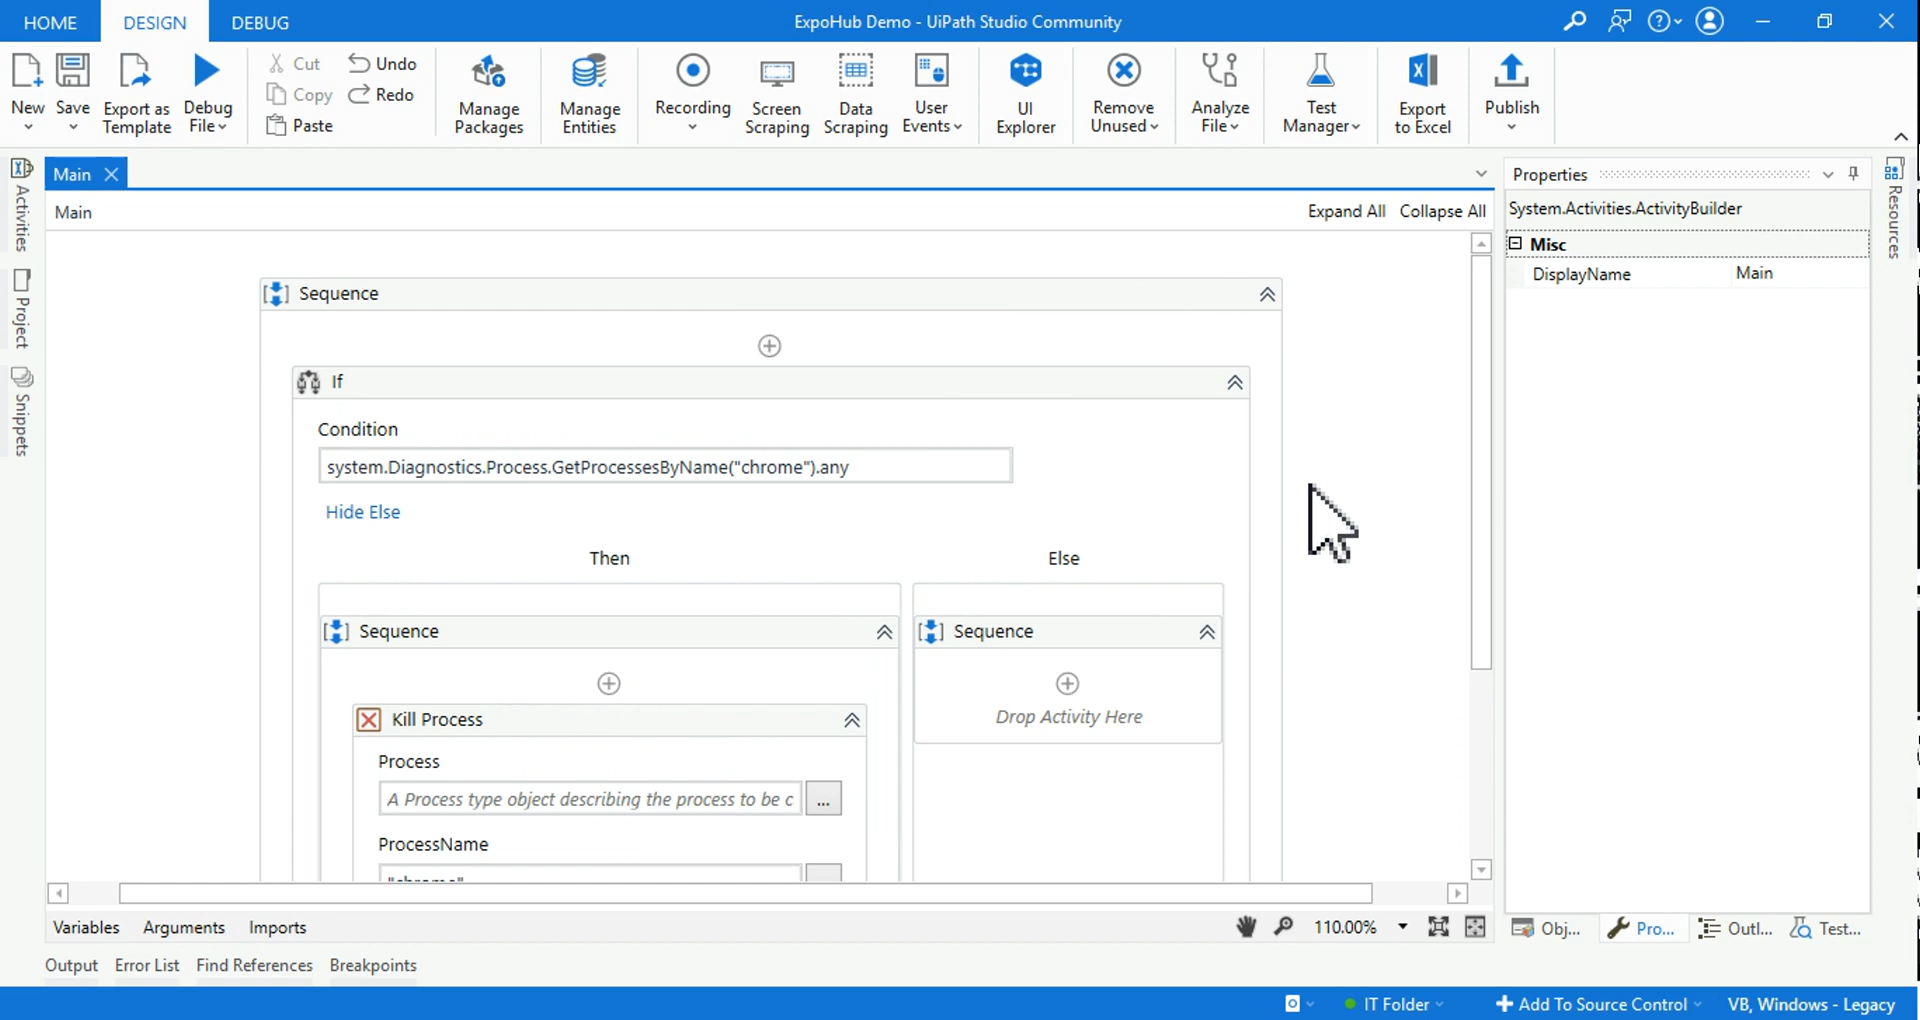 HOME DESIGN DEBUG ExpoHub Demo - UiPath Studio Community
New Save Export as Template Debug File Cut Copy Paste Undo Redo Manage Packages Manage Entities Recording Screen Scraping Data Scraping User Events UI Explorer Remove Unused Analyze File Test Manager Export to Excel Publish
Activities
Project
Snippets
Main
Main Expand All Collapse All
Sequence
If
Condition
system.Diagnostics.Process.GetProcessesByName("chrome").any
Hide Else
Then Else
Sequence Sequence
Kill Process Drop Activity Here
Process
A Process type object describing the process to be c ...
ProcessName
"chrome"
Properties
System.Activities.ActivityBuilder
Misc
DisplayName Main
Resources
Variables Arguments Imports 110.00% Obj... Pro... Outl... Test...
Output Error List Find References Breakpoints
IT Folder Add To Source Control VB, Windows - Legacy